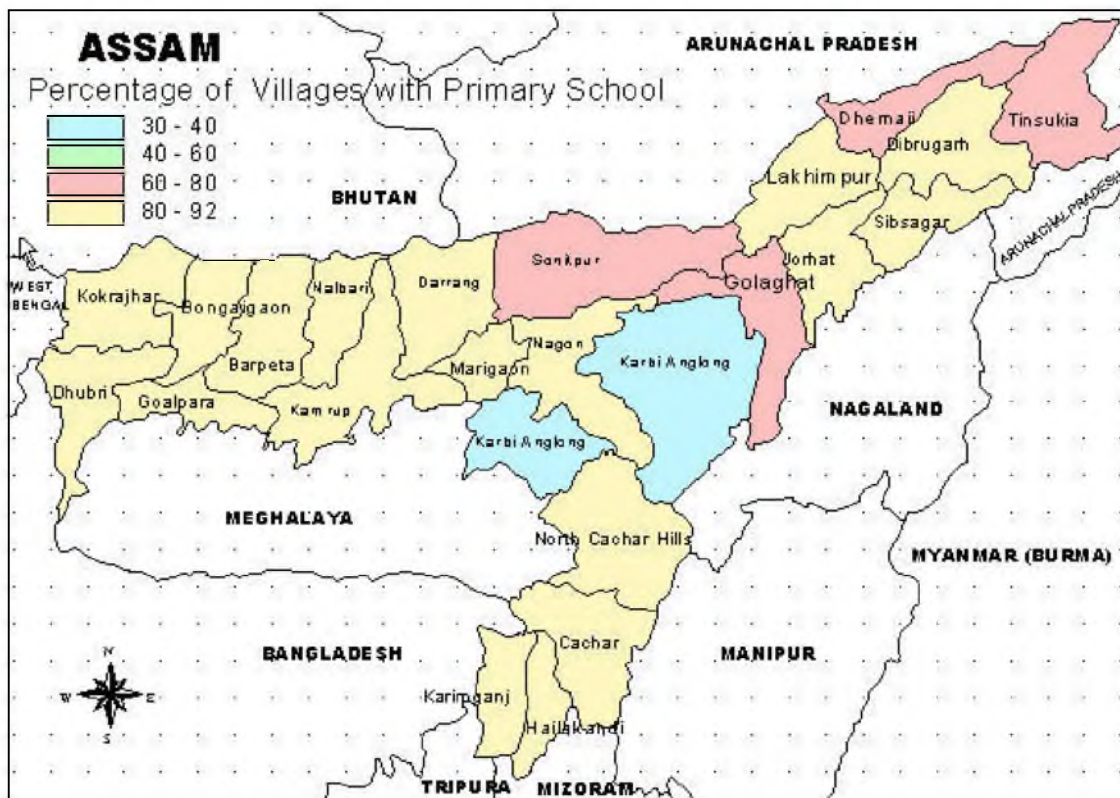 ASSAM
Percentage of Villages with Primary School
30 - 40
40 - 60
60 - 80
80 - 92
ARUNACHAL PRADESH
BHUTAN
Dhemaji
Tinsukia
Dibrugarh
Lakhimpur
Sibsagar
ARUNACHAL PRADESH
Jorhat
Sonitpur
Golaghat
WEST
BENGAL
Kokrajhar
Bongaigaon
Nalbari
Darrang
Nagon
Marigaon
Karbi Anglong
Barpeta
Dhubri
Goalpara
Kamrup
Karbi Anglong
NAGALAND
MEGHALAYA
North Cachar Hills
MYANMAR (BURMA)
BANGLADESH
Cachar
MANIPUR
Karimganj
Hailakandi
TRIPURA
MIZORAM
N
W
E
S